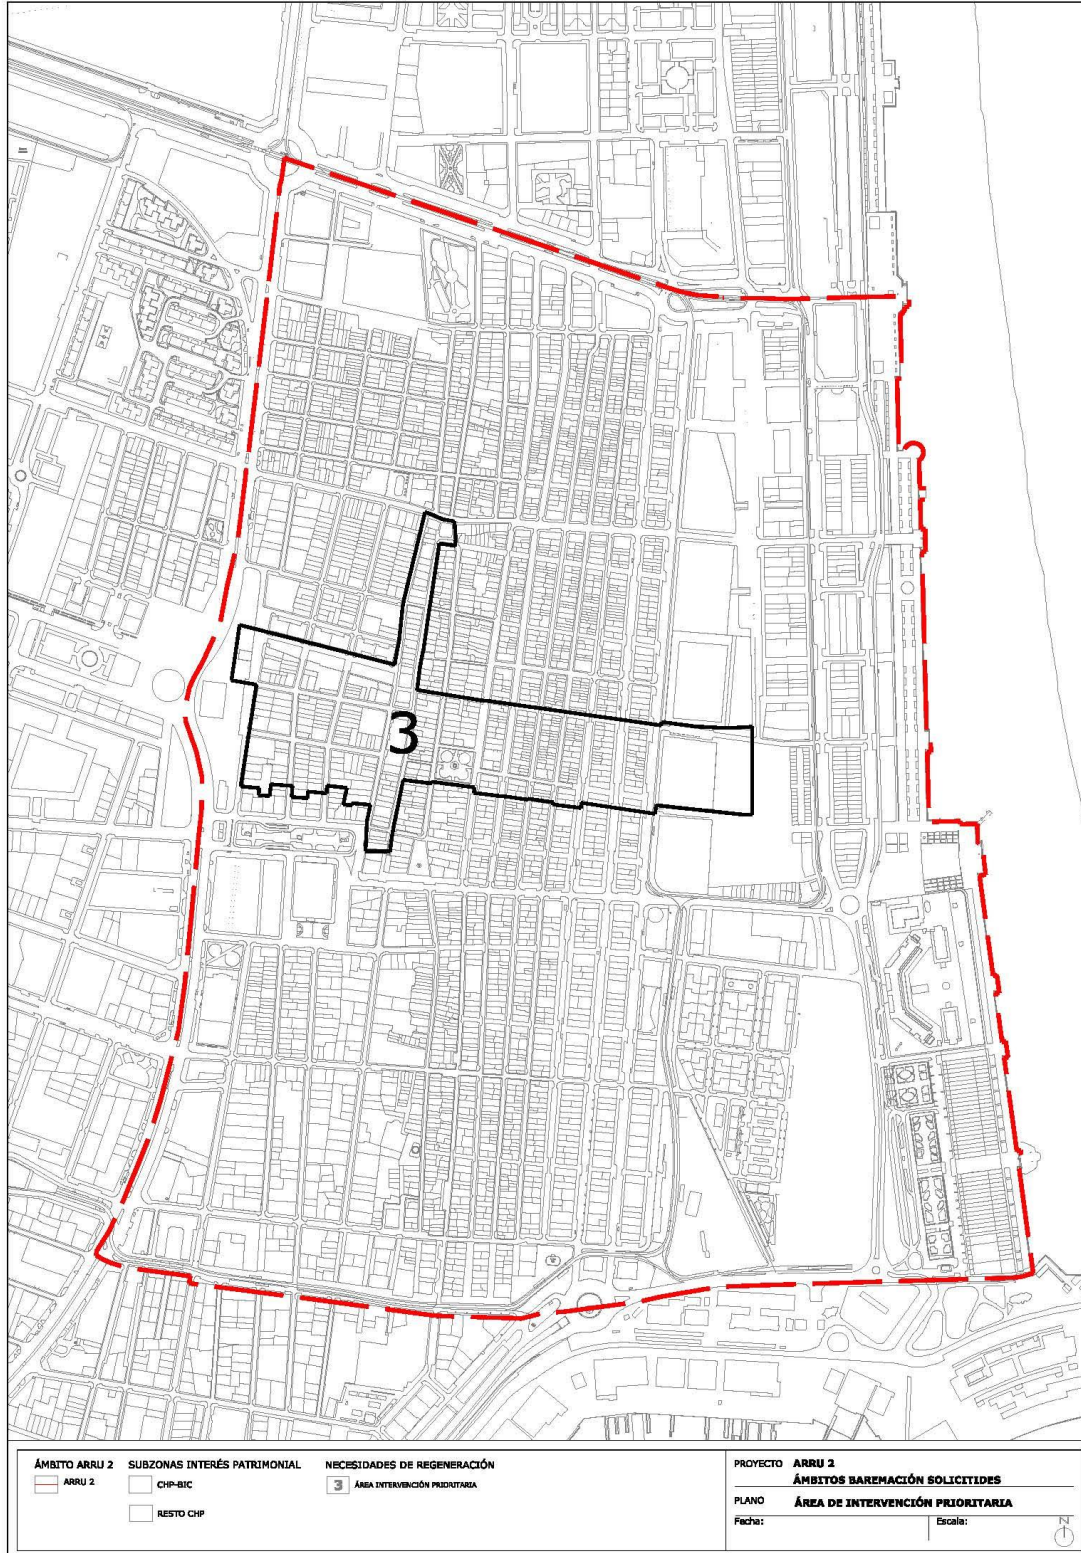 3
ÁMBITO ARRU 2
ARRU 2
SUBZONAS INTERÉS PATRIMONIAL
CHP-BIC
RESTO CHP
NECESIDADES DE REGENERACIÓN
3 ÁREA INTERVENCIÓN PRIORITARIA
PROYECTO ARRU 2
ÁMBITOS BAREMACIÓN SOLICITIDES
PLANO ÁREA DE INTERVENCIÓN PRIORITARIA
Fecha: Escala:
N